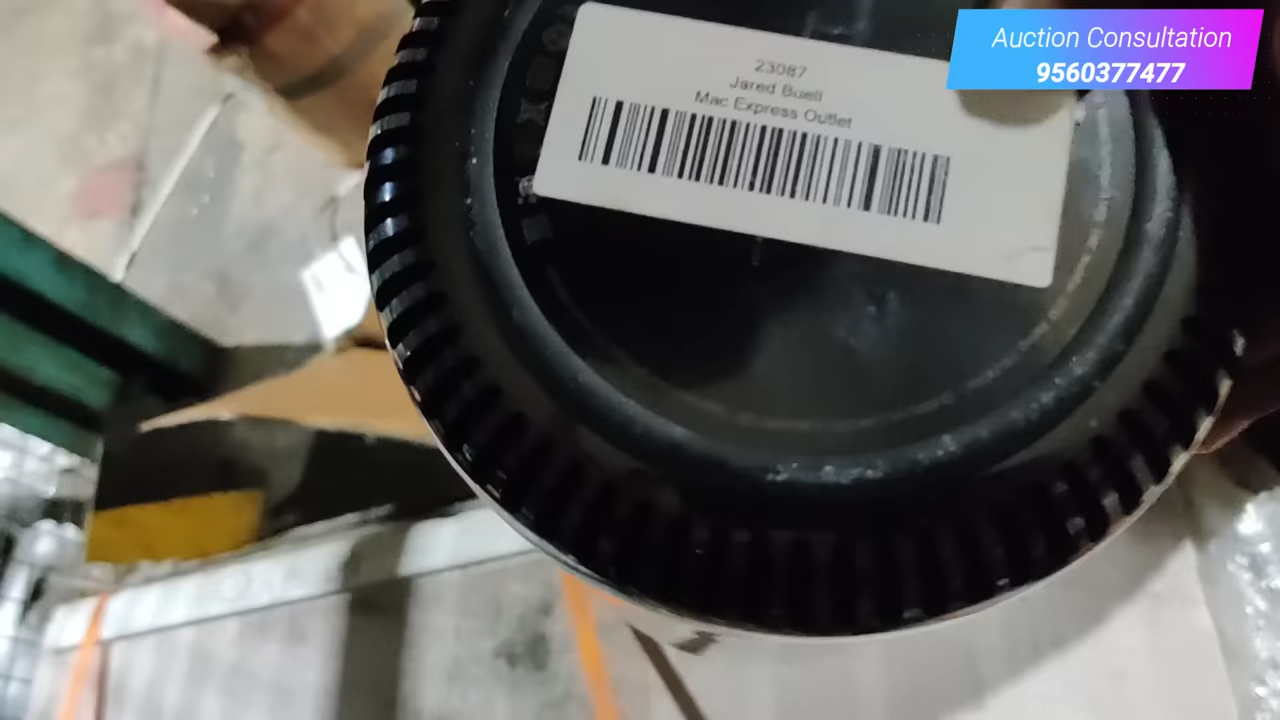 Auction Consultation
9560377477
23087
Jared Buell
Mac Express Outlet